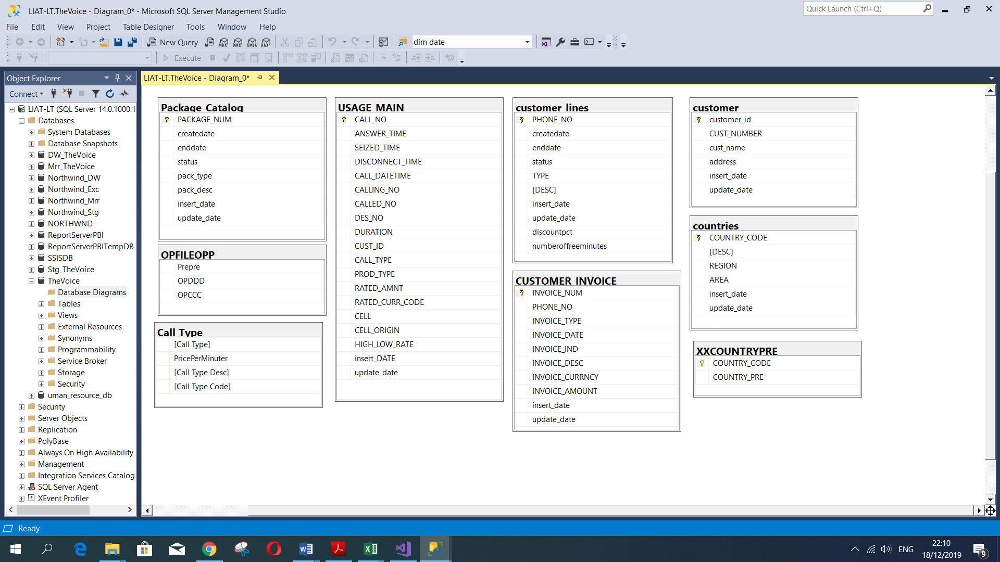 LIAT-LT.TheVoice - Diagram_0* - Microsoft SQL Server Management Studio
Quick Launch (Ctrl+Q)
File Edit View Project Table Designer Tools Window Help
New Query
MDX DMX XMLA DAX
dim date
Execute
Object Explorer
LIAT-LT.TheVoice - Diagram_0*
Connect
LIAT-LT (SQL Server 14.0.1000.1
Databases
System Databases
Database Snapshots
DW_TheVoice
Mrr_TheVoice
Northwind_DW
Northwind_Exc
Northwind_Mrr
Northwind_Stg
NORTHWND
ReportServerPBI
ReportServerPBITempDB
SSISDB
Stg_TheVoice
TheVoice
Database Diagrams
Tables
Views
External Resources
Synonyms
Programmability
Service Broker
Storage
Security
uman_resource_db
Security
Server Objects
Replication
PolyBase
Always On High Availability
Management
Integration Services Catalog
SQL Server Agent
XEvent Profiler
Package_Catalog
PACKAGE_NUM
createdate
enddate
status
pack_type
pack_desc
insert_date
update_date
OPFILEOPP
Prepre
OPDDD
OPCCC
Call_Type
[Call Type]
PricePerMinuter
[Call Type Desc]
[Call Type Code]
USAGE_MAIN
CALL_NO
ANSWER_TIME
SEIZED_TIME
DISCONNECT_TIME
CALL_DATETIME
CALLING_NO
CALLED_NO
DES_NO
DURATION
CUST_ID
CALL_TYPE
PROD_TYPE
RATED_AMNT
RATED_CURR_CODE
CELL
CELL_ORIGIN
HIGH_LOW_RATE
insert_DATE
update_date
customer_lines
PHONE_NO
createdate
enddate
status
TYPE
[DESC]
insert_date
update_date
discountpct
numberoffreeminutes
CUSTOMER_INVOICE
INVOICE_NUM
PHONE_NO
INVOICE_TYPE
INVOICE_DATE
INVOICE_IND
INVOICE_DESC
INVOICE_CURRNCY
INVOICE_AMOUNT
insert_date
update_date
customer
customer_id
CUST_NUMBER
cust_name
address
insert_date
update_date
countries
COUNTRY_CODE
[DESC]
REGION
AREA
insert_date
update_date
XXCOUNTRYPRE
COUNTRY_CODE
COUNTRY_PRE
Ready
ENG
22:10
18/12/2019
9